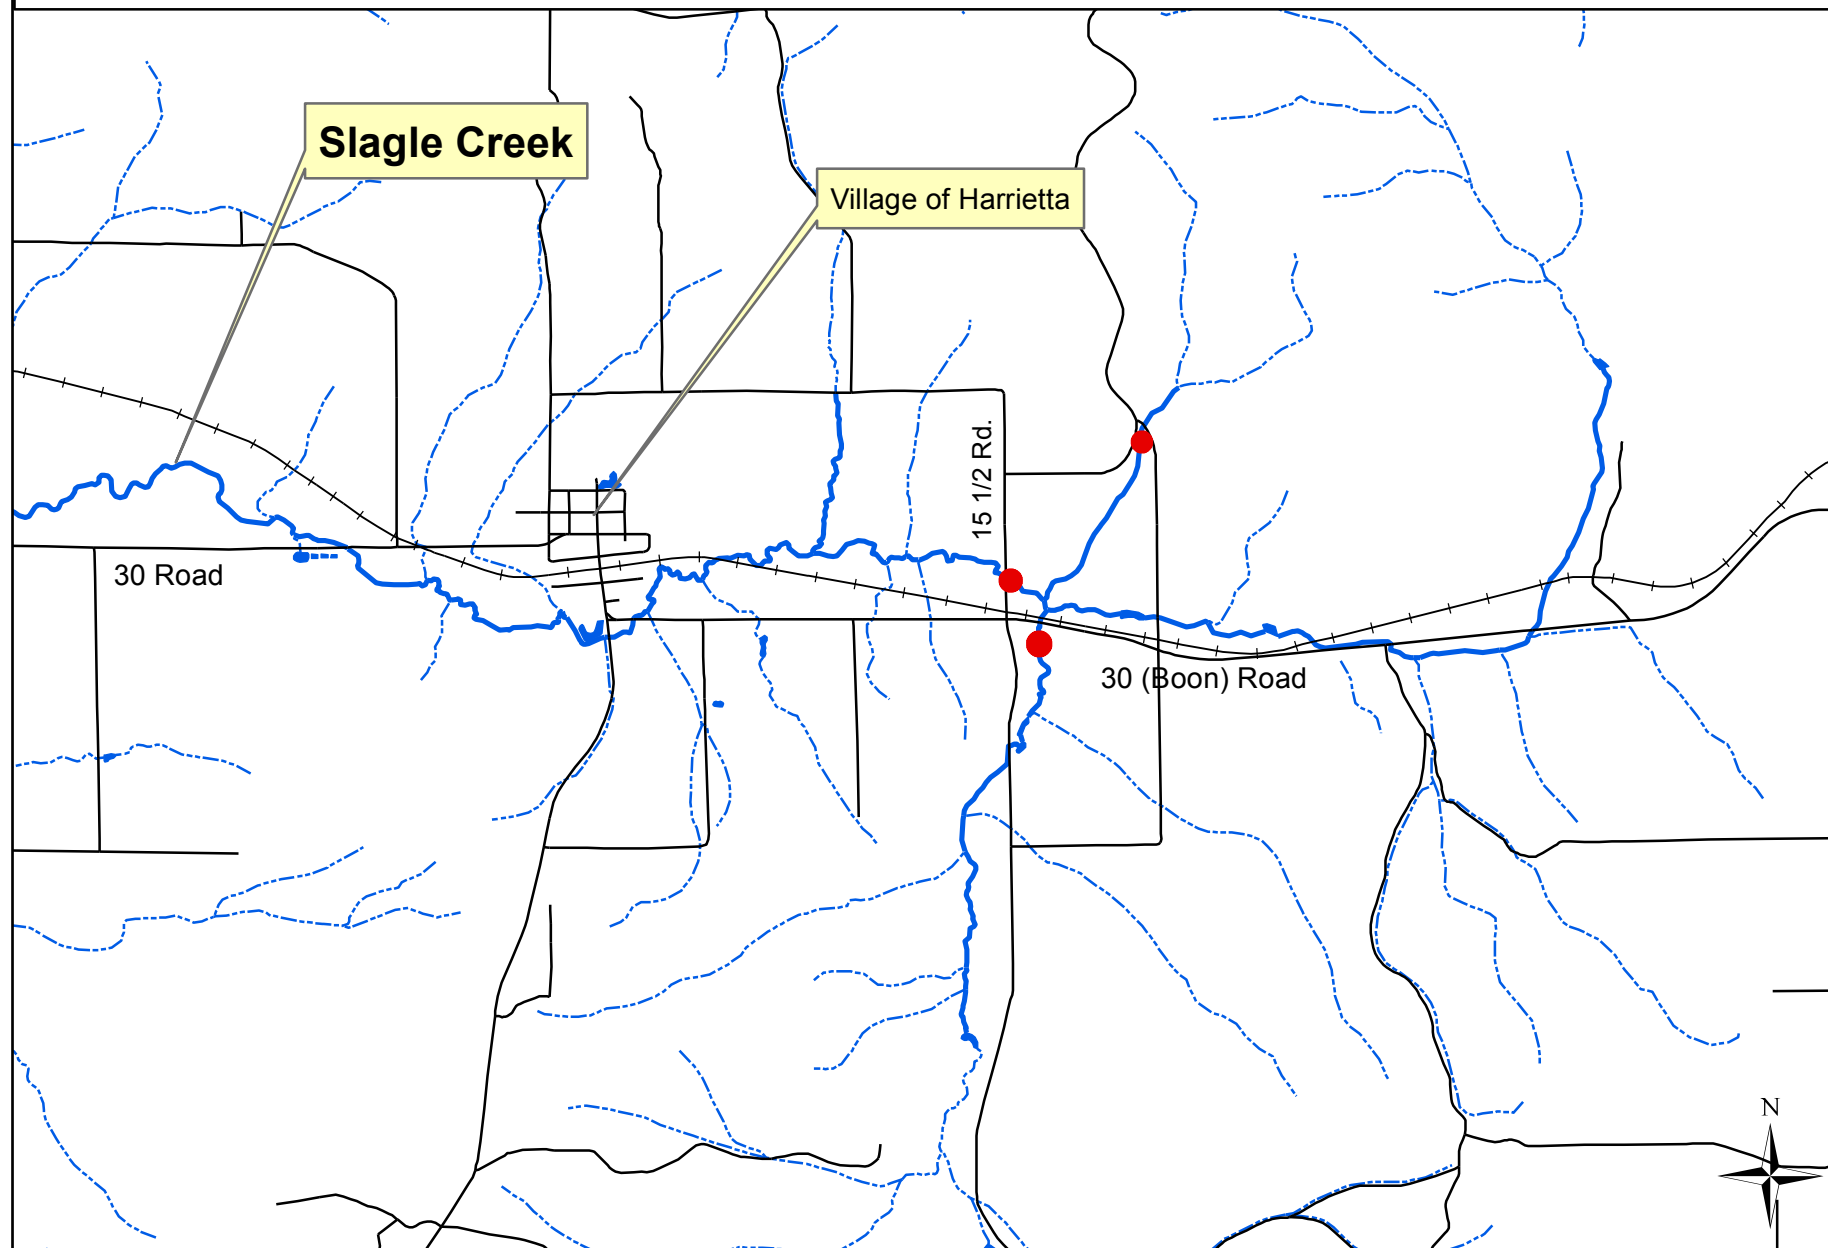 Slagle Creek
Village of Harrietta
15 1/2 Rd.
30 Road
30 (Boon) Road
N